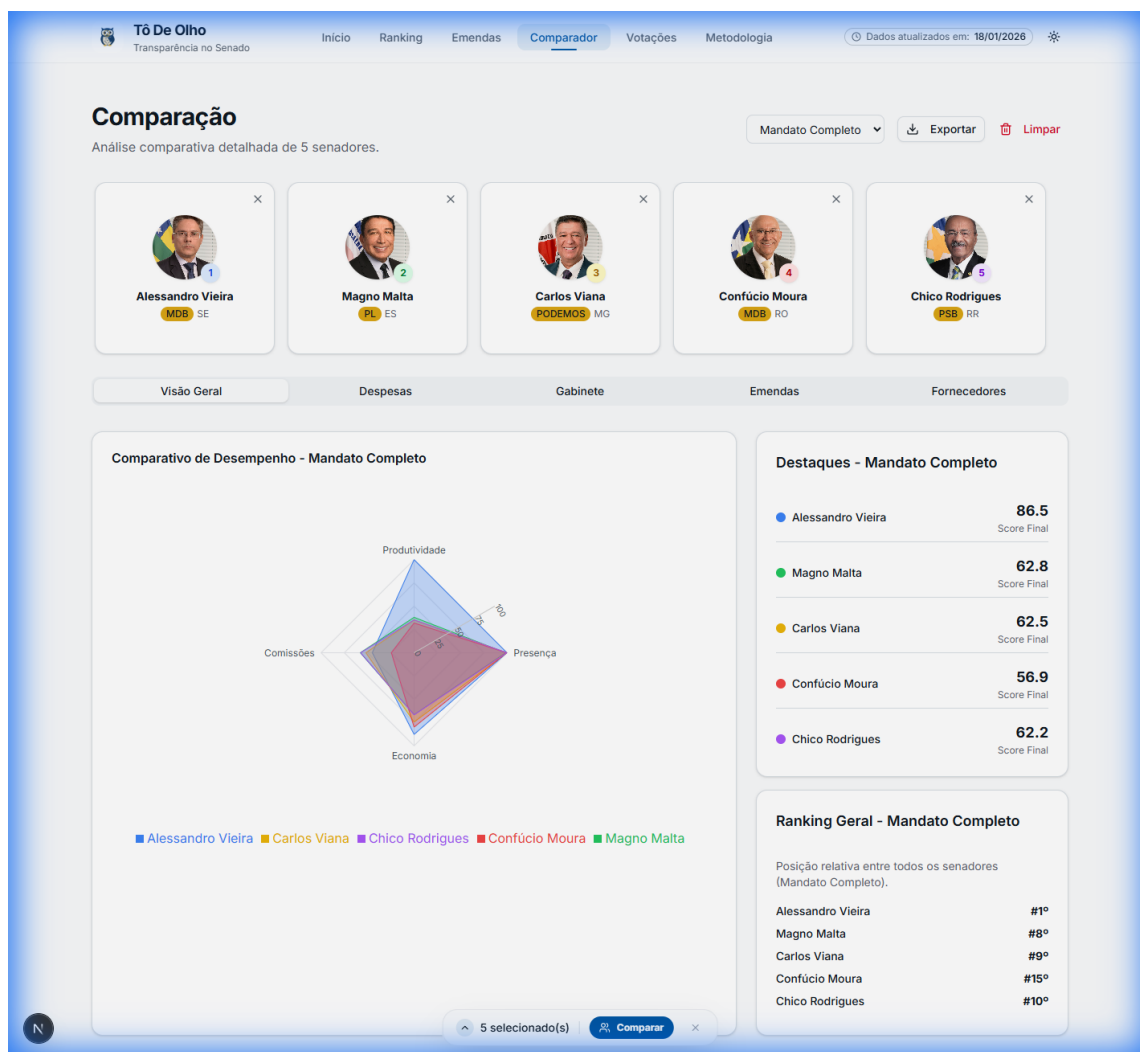 Tô De Olho
Transparência no Senado
Início
Ranking
Emendas
Comparador
Votações
Metodologia
Dados atualizados em: 18/01/2026
Comparação
Análise comparativa detalhada de 5 senadores.
Mandato Completo
Exportar
Limpar
1
Alessandro Vieira
MDB SE
2
Magno Malta
PL ES
3
Carlos Viana
PODEMOS MG
4
Confúcio Moura
MDB RO
5
Chico Rodrigues
PSB RR
Visão Geral
Despesas
Gabinete
Emendas
Fornecedores
Comparativo de Desempenho - Mandato Completo
Produtividade
Presença
Economia
Comissões
0
25
50
75
100
Alessandro Vieira
Carlos Viana
Chico Rodrigues
Confúcio Moura
Magno Malta
Destaques - Mandato Completo
Alessandro Vieira
86.5
Score Final
Magno Malta
62.8
Score Final
Carlos Viana
62.5
Score Final
Confúcio Moura
56.9
Score Final
Chico Rodrigues
62.2
Score Final
Ranking Geral - Mandato Completo
Posição relativa entre todos os senadores
(Mandato Completo).
Alessandro Vieira #1º
Magno Malta #8º
Carlos Viana #9º
Confúcio Moura #15º
Chico Rodrigues #10º
N
5 selecionado(s)
Comparar